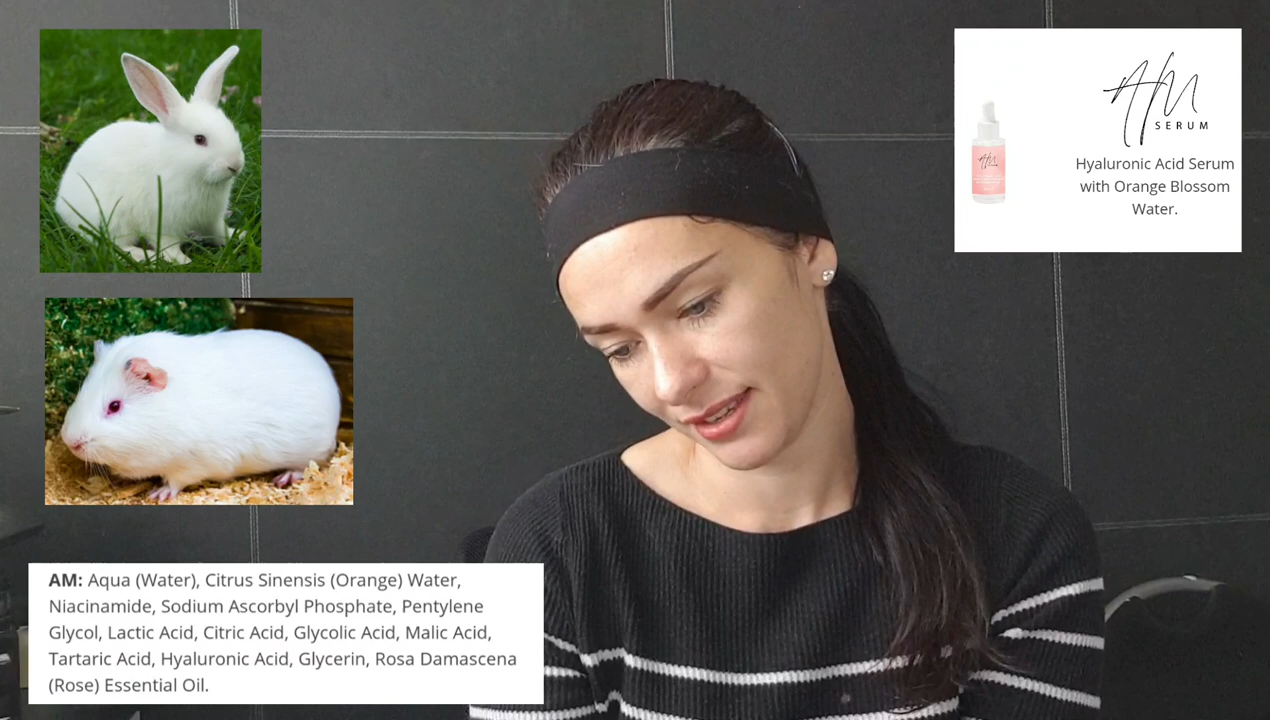 AM
SERUM
Hyaluronic Acid Serum
with Orange Blossom
Water.
AM
AM: Aqua (Water), Citrus Sinensis (Orange) Water,
Niacinamide, Sodium Ascorbyl Phosphate, Pentylene
Glycol, Lactic Acid, Citric Acid, Glycolic Acid, Malic Acid,
Tartaric Acid, Hyaluronic Acid, Glycerin, Rosa Damascena
(Rose) Essential Oil.